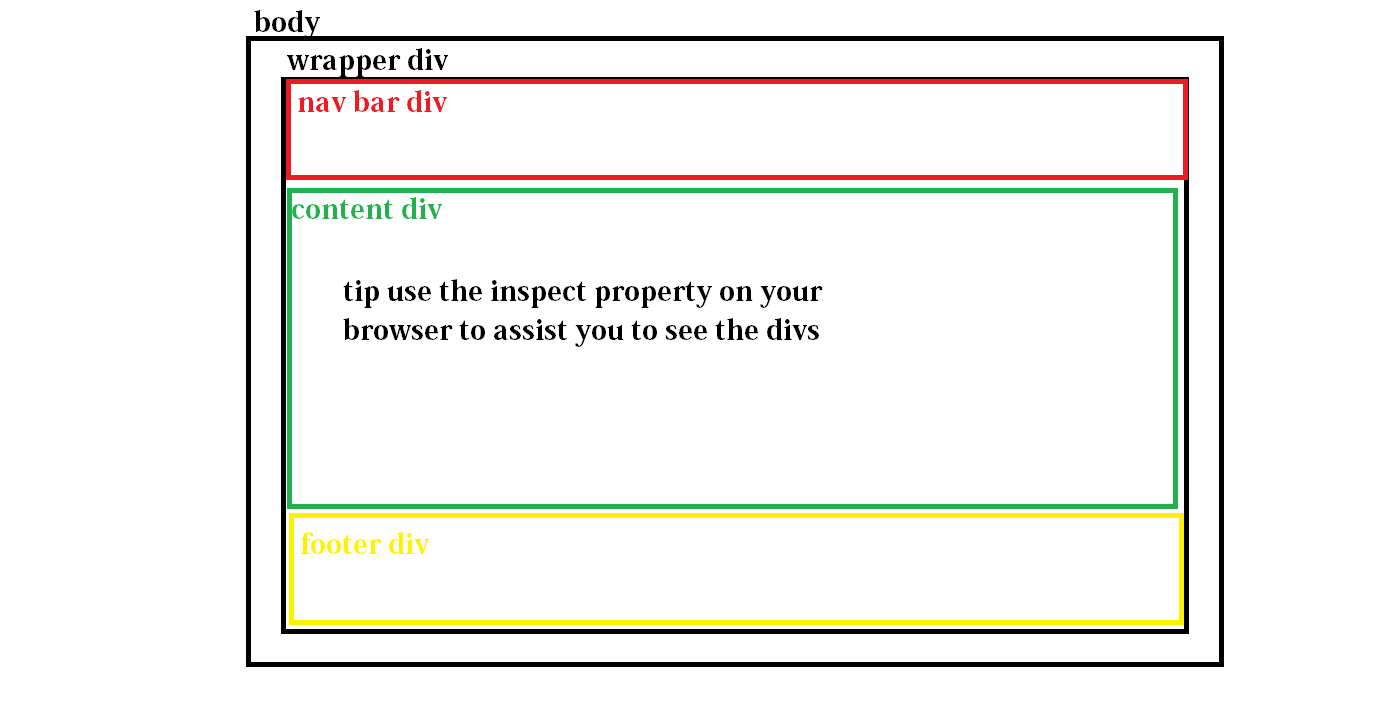 body
wrapper div
nav bar div
content div
tip use the inspect property on your
browser to assist you to see the divs
footer div